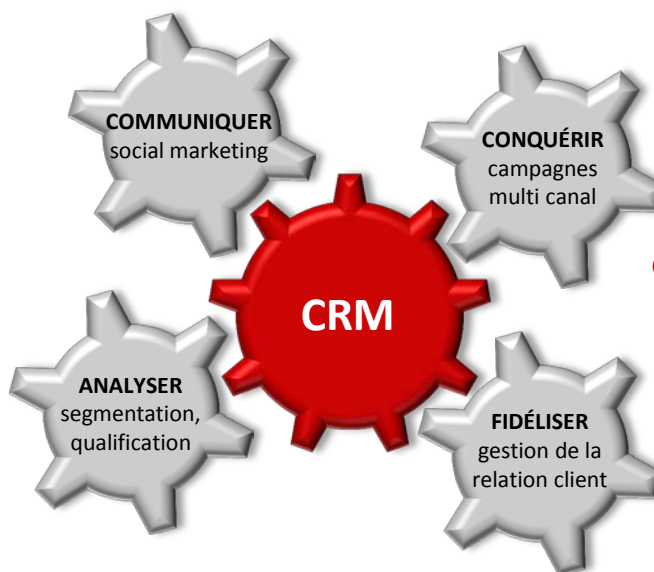 COMMUNIQUER
social marketing
CONQUÉRIR
campagnes
multi canal
CRM
ANALYSER
segmentation,
qualification
FIDÉLISER
gestion de la
relation client